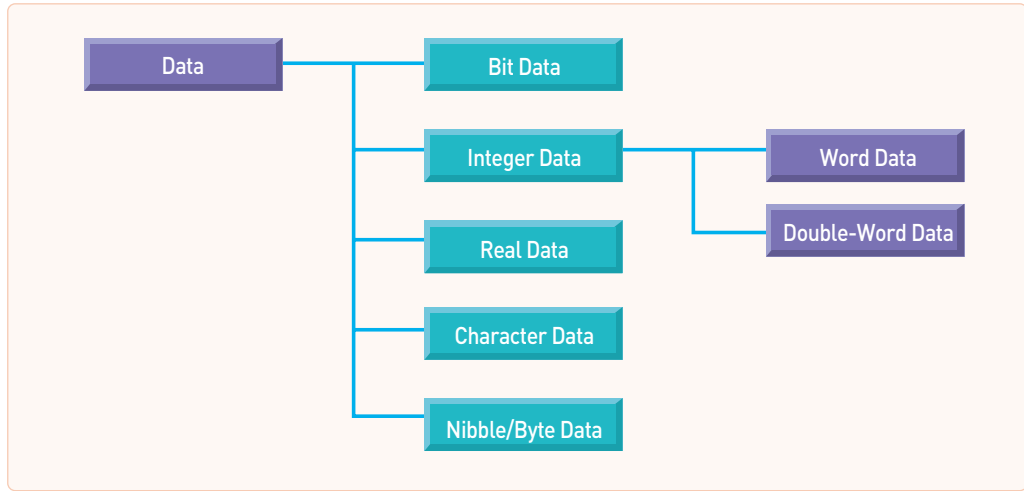 Data
Bit Data
Integer Data
Word Data
Double-Word Data
Real Data
Character Data
Nibble/Byte Data